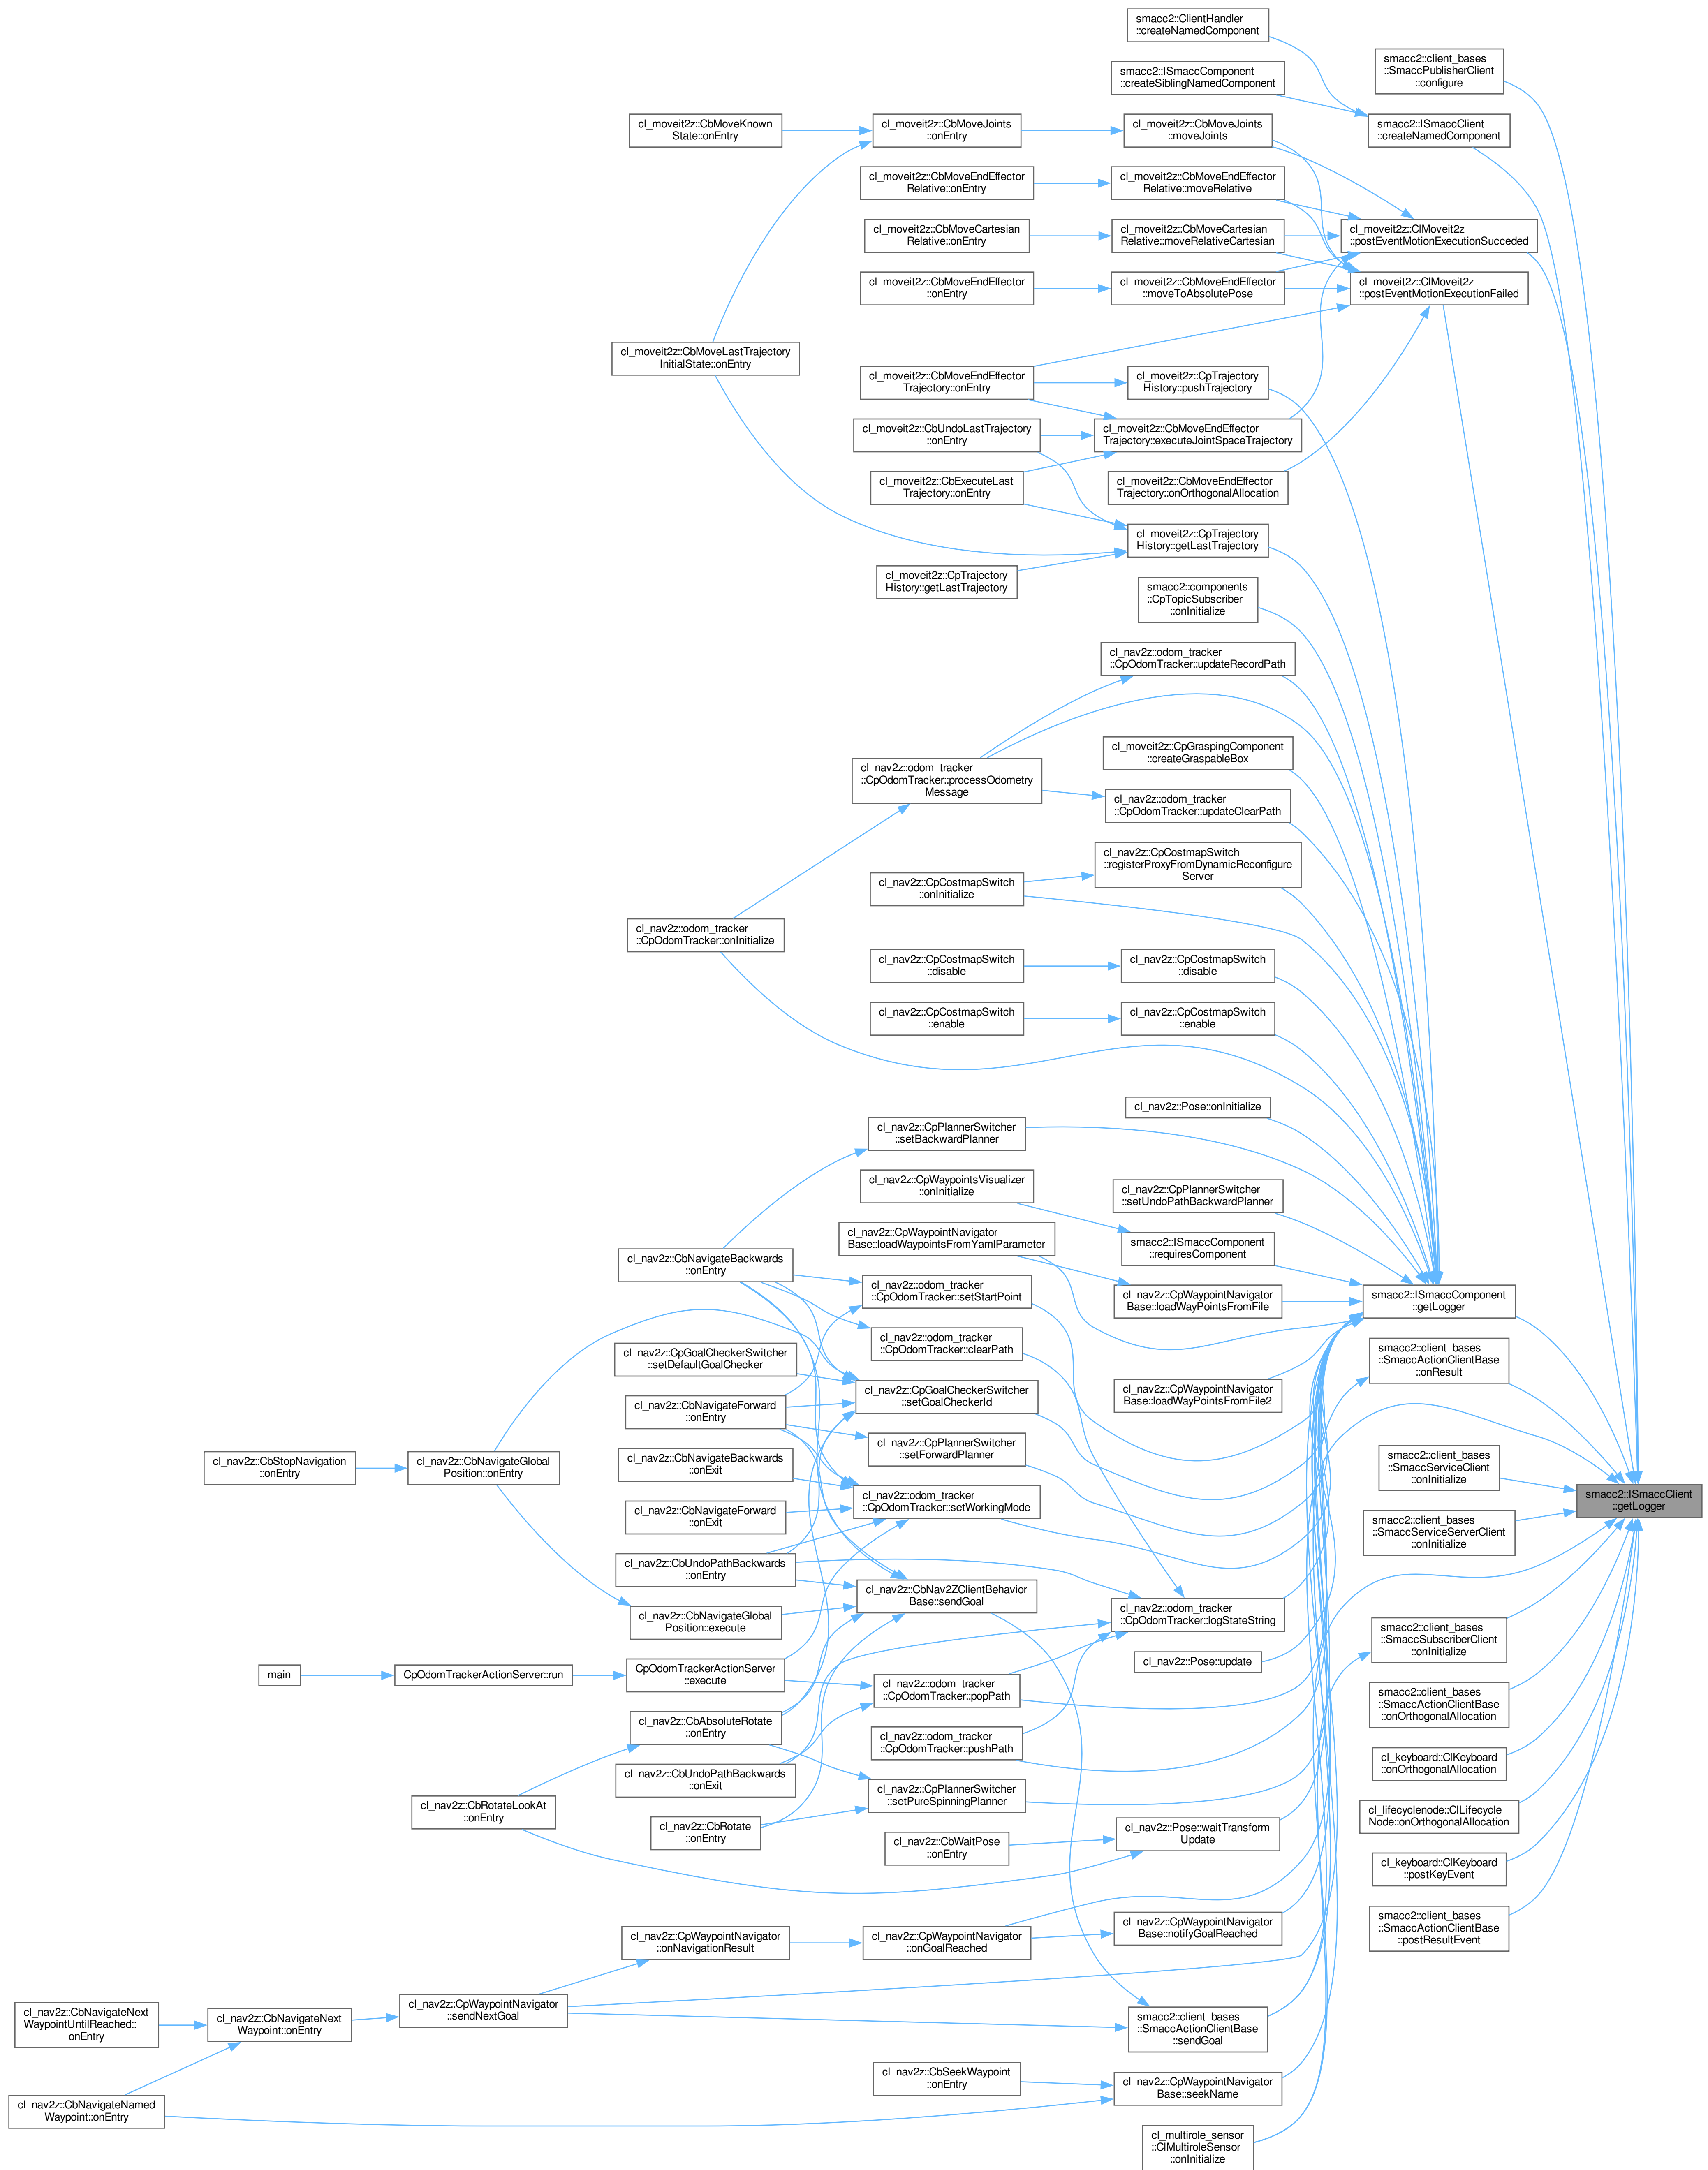 smacc2::ClientHandler
::createNamedComponent
smacc2::client_bases
::SmaccPublisherClient
::configure
smacc2::ISmaccComponent
::createSiblingNamedComponent
cl_moveit2z::CbMoveKnown
State::onEntry
cl_moveit2z::CbMoveJoints
::onEntry
cl_moveit2z::CbMoveJoints
::moveJoints
smacc2::ISmaccClient
::createNamedComponent
cl_moveit2z::CbMoveEndEffector
Relative::onEntry
cl_moveit2z::CbMoveEndEffector
Relative::moveRelative
cl_moveit2z::CbMoveCartesian
Relative::onEntry
cl_moveit2z::CbMoveCartesian
Relative::moveRelativeCartesian
cl_moveit2z::ClMoveit2z
::postEventMotionExecutionSucceded
cl_moveit2z::CbMoveEndEffector
::onEntry
cl_moveit2z::CbMoveEndEffector
::moveToAbsolutePose
cl_moveit2z::ClMoveit2z
::postEventMotionExecutionFailed
cl_moveit2z::CbMoveLastTrajectory
InitialState::onEntry
cl_moveit2z::CbMoveEndEffector
Trajectory::onEntry
cl_moveit2z::CpTrajectory
History::pushTrajectory
cl_moveit2z::CbUndoLastTrajectory
::onEntry
cl_moveit2z::CbMoveEndEffector
Trajectory::executeJointSpaceTrajectory
cl_moveit2z::CbExecuteLast
Trajectory::onEntry
cl_moveit2z::CbMoveEndEffector
Trajectory::onOrthogonalAllocation
cl_moveit2z::CpTrajectory
History::getLastTrajectory
cl_moveit2z::CpTrajectory
History::getLastTrajectory
smacc2::components
::CpTopicSubscriber
::onInitialize
cl_nav2z::odom_tracker
::CpOdomTracker::updateRecordPath
cl_nav2z::odom_tracker
::CpOdomTracker::processOdometry
Message
cl_moveit2z::CpGraspingComponent
::createGraspableBox
cl_nav2z::odom_tracker
::CpOdomTracker::updateClearPath
cl_nav2z::CpCostmapSwitch
::registerProxyFromDynamicReconfigure
Server
cl_nav2z::CpCostmapSwitch
::onInitialize
cl_nav2z::odom_tracker
::CpOdomTracker::onInitialize
cl_nav2z::CpCostmapSwitch
::disable
cl_nav2z::CpCostmapSwitch
::disable
cl_nav2z::CpCostmapSwitch
::enable
cl_nav2z::CpCostmapSwitch
::enable
cl_nav2z::Pose::onInitialize
cl_nav2z::CpPlannerSwitcher
::setBackwardPlanner
cl_nav2z::CpWaypointsVisualizer
::onInitialize
cl_nav2z::CpPlannerSwitcher
::setUndoPathBackwardPlanner
cl_nav2z::CpWaypointNavigator
Base::loadWaypointsFromYamlParameter
smacc2::ISmaccComponent
::requiresComponent
cl_nav2z::CbNavigateBackwards
::onEntry
cl_nav2z::odom_tracker
::CpOdomTracker::setStartPoint
cl_nav2z::CpWaypointNavigator
Base::loadWayPointsFromFile
smacc2::ISmaccComponent
::getLogger
cl_nav2z::odom_tracker
::CpOdomTracker::clearPath
cl_nav2z::CpGoalCheckerSwitcher
::setDefaultGoalChecker
smacc2::client_bases
::SmaccActionClientBase
::onResult
cl_nav2z::CpGoalCheckerSwitcher
::setGoalCheckerId
cl_nav2z::CpWaypointNavigator
Base::loadWayPointsFromFile2
cl_nav2z::CbNavigateForward
::onEntry
cl_nav2z::CpPlannerSwitcher
::setForwardPlanner
cl_nav2z::CbStopNavigation
::onEntry
cl_nav2z::CbNavigateGlobal
Position::onEntry
cl_nav2z::CbNavigateBackwards
::onExit
smacc2::client_bases
::SmaccServiceClient
::onInitialize
cl_nav2z::odom_tracker
::CpOdomTracker::setWorkingMode
smacc2::ISmaccClient
::getLogger
cl_nav2z::CbNavigateForward
::onExit
smacc2::client_bases
::SmaccServiceServerClient
::onInitialize
cl_nav2z::CbUndoPathBackwards
::onEntry
cl_nav2z::CbNav2ZClientBehavior
Base::sendGoal
cl_nav2z::CbNavigateGlobal
Position::execute
cl_nav2z::odom_tracker
::CpOdomTracker::logStateString
smacc2::client_bases
::SmaccSubscriberClient
::onInitialize
cl_nav2z::Pose::update
main
CpOdomTrackerActionServer::run
CpOdomTrackerActionServer
::execute
cl_nav2z::odom_tracker
::CpOdomTracker::popPath
smacc2::client_bases
::SmaccActionClientBase
::onOrthogonalAllocation
cl_nav2z::CbAbsoluteRotate
::onEntry
cl_nav2z::odom_tracker
::CpOdomTracker::pushPath
cl_keyboard::ClKeyboard
::onOrthogonalAllocation
cl_nav2z::CbUndoPathBackwards
::onExit
cl_nav2z::CpPlannerSwitcher
::setPureSpinningPlanner
cl_nav2z::CbRotateLookAt
::onEntry
cl_lifecyclenode::ClLifecycle
Node::onOrthogonalAllocation
cl_nav2z::CbRotate
::onEntry
cl_nav2z::CbWaitPose
::onEntry
cl_nav2z::Pose::waitTransform
Update
cl_keyboard::ClKeyboard
::postKeyEvent
smacc2::client_bases
::SmaccActionClientBase
::postResultEvent
cl_nav2z::CpWaypointNavigator
::onNavigationResult
cl_nav2z::CpWaypointNavigator
::onGoalReached
cl_nav2z::CpWaypointNavigator
Base::notifyGoalReached
cl_nav2z::CbNavigateNext
WaypointUntilReached::
onEntry
cl_nav2z::CbNavigateNext
Waypoint::onEntry
cl_nav2z::CpWaypointNavigator
::sendNextGoal
smacc2::client_bases
::SmaccActionClientBase
::sendGoal
cl_nav2z::CbSeekWaypoint
::onEntry
cl_nav2z::CpWaypointNavigator
Base::seekName
cl_nav2z::CbNavigateNamed
Waypoint::onEntry
cl_multirole_sensor
::ClMultiroleSensor
::onInitialize